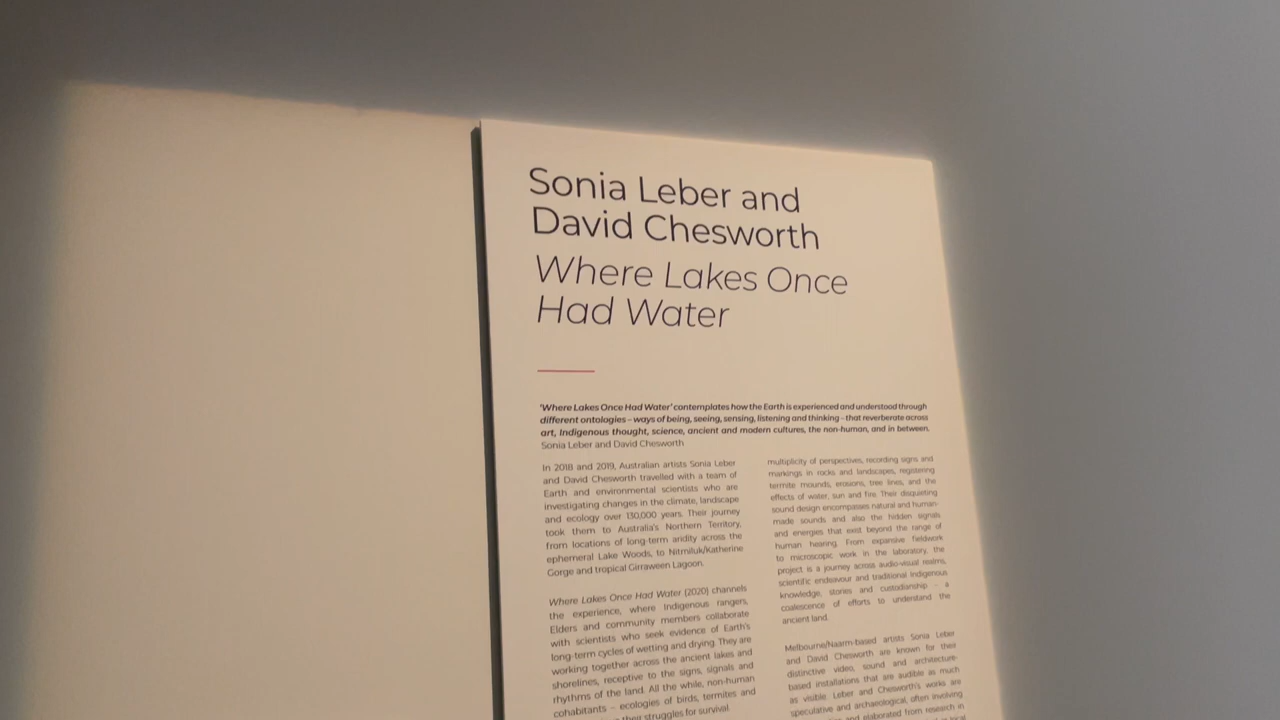 Sonia Leber and
David Chesworth
Where Lakes Once
Had Water
'Where Lakes Once Had Water' contemplates how the Earth is experienced and understood through
different ontologies – ways of being, seeing, sensing, listening and thinking – that reverberate across
art, Indigenous thought, science, ancient and modern cultures, the non-human, and in between.
Sonia Leber and David Chesworth
In 2018 and 2019, Australian artists Sonia Leber
and David Chesworth travelled with a team of
Earth and environmental scientists who are
investigating changes in the climate, landscape
and ecology over 130,000 years. Their journey
took them to Australia's Northern Territory,
from locations of long-term aridity across the
ephemeral Lake Woods, to Nitmiluk/Katherine
Gorge and tropical Girraween Lagoon.
Where Lakes Once Had Water (2020) channels
the experience, where Indigenous rangers,
Elders and community members collaborate
with scientists who seek evidence of Earth's
long-term cycles of wetting and drying. They are
working together across the ancient lakes and
shorelines, receptive to the signs, signals and
rhythms of the land. All the while, non-human
cohabitants – ecologies of birds, termites and
their struggles for survival.
multiplicity of perspectives, recording signs and
markings in rocks and landscapes, registering
termite mounds, erosions, tree lines, and the
effects of water, sun and fire. Their disquieting
sound design encompasses natural and human-
made sounds and also the hidden signals
and energies that exist beyond the range of
human hearing. From expansive fieldwork
to microscopic work in the laboratory, the
project is a journey across audio-visual realms,
scientific endeavour and traditional Indigenous
knowledge, stories and custodianship – a
coalescence of efforts to understand the
ancient land.
Melbourne/Naarm-based artists Sonia Leber
and David Chesworth are known for their
distinctive video, sound and architecture-
based installations that are audible as much
as visible. Leber and Chesworth's works are
speculative and archaeological, often involving
and elaborated from research in
local